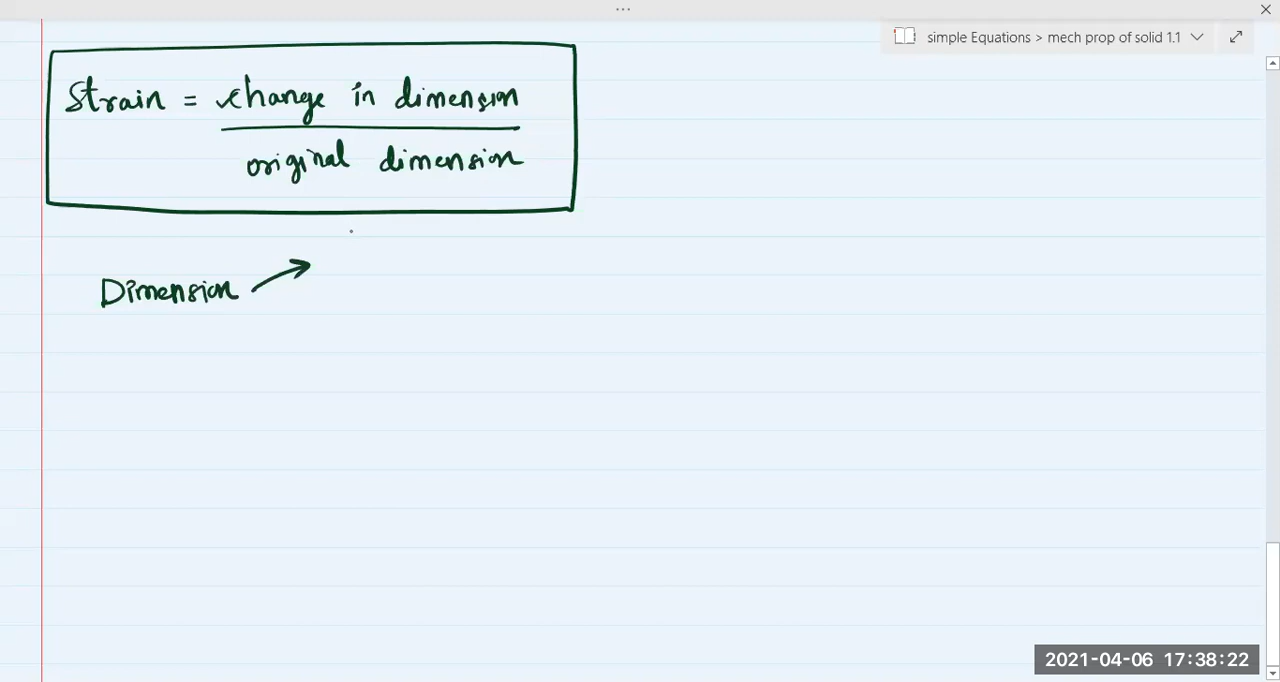 ...
simple Equations > mech prop of solid 1.1
Strain = change in dimension
original dimension
Dimension
2021-04-06 17:38:22